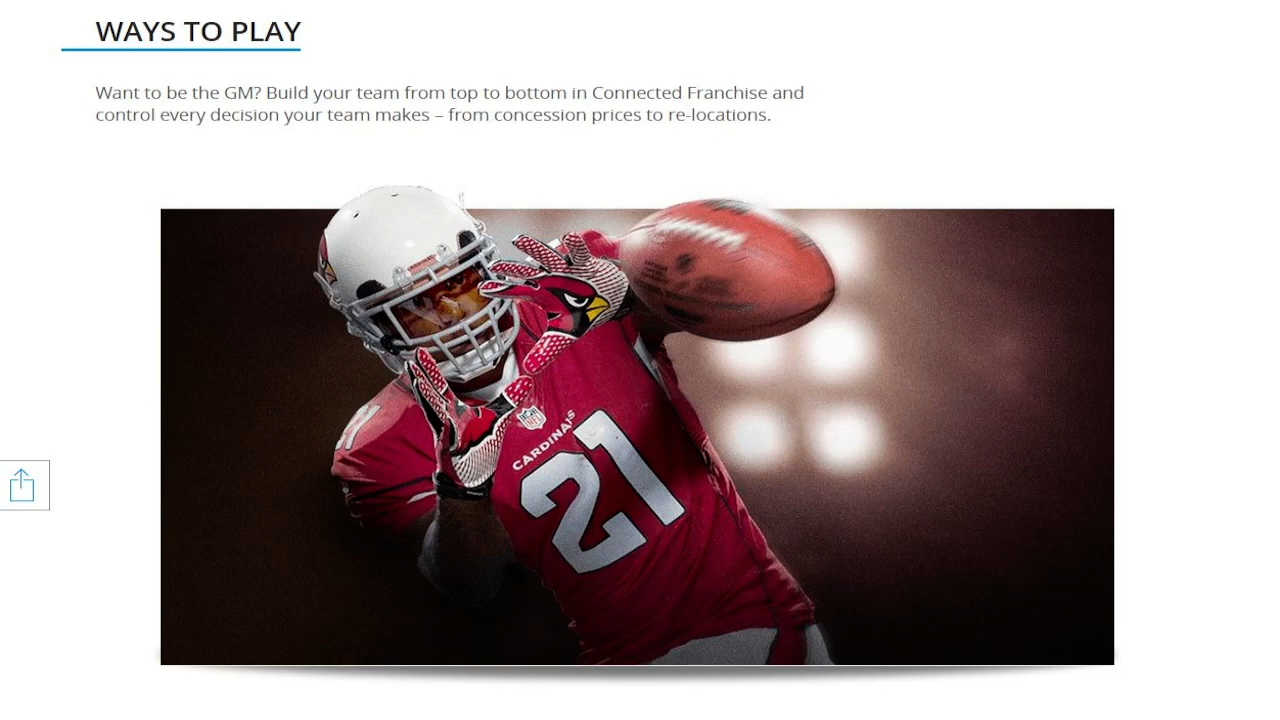 WAYS TO PLAY
Want to be the GM? Build your team from top to bottom in Connected Franchise and
control every decision your team makes – from concession prices to re-locations.
NFL
CARDINALS
21